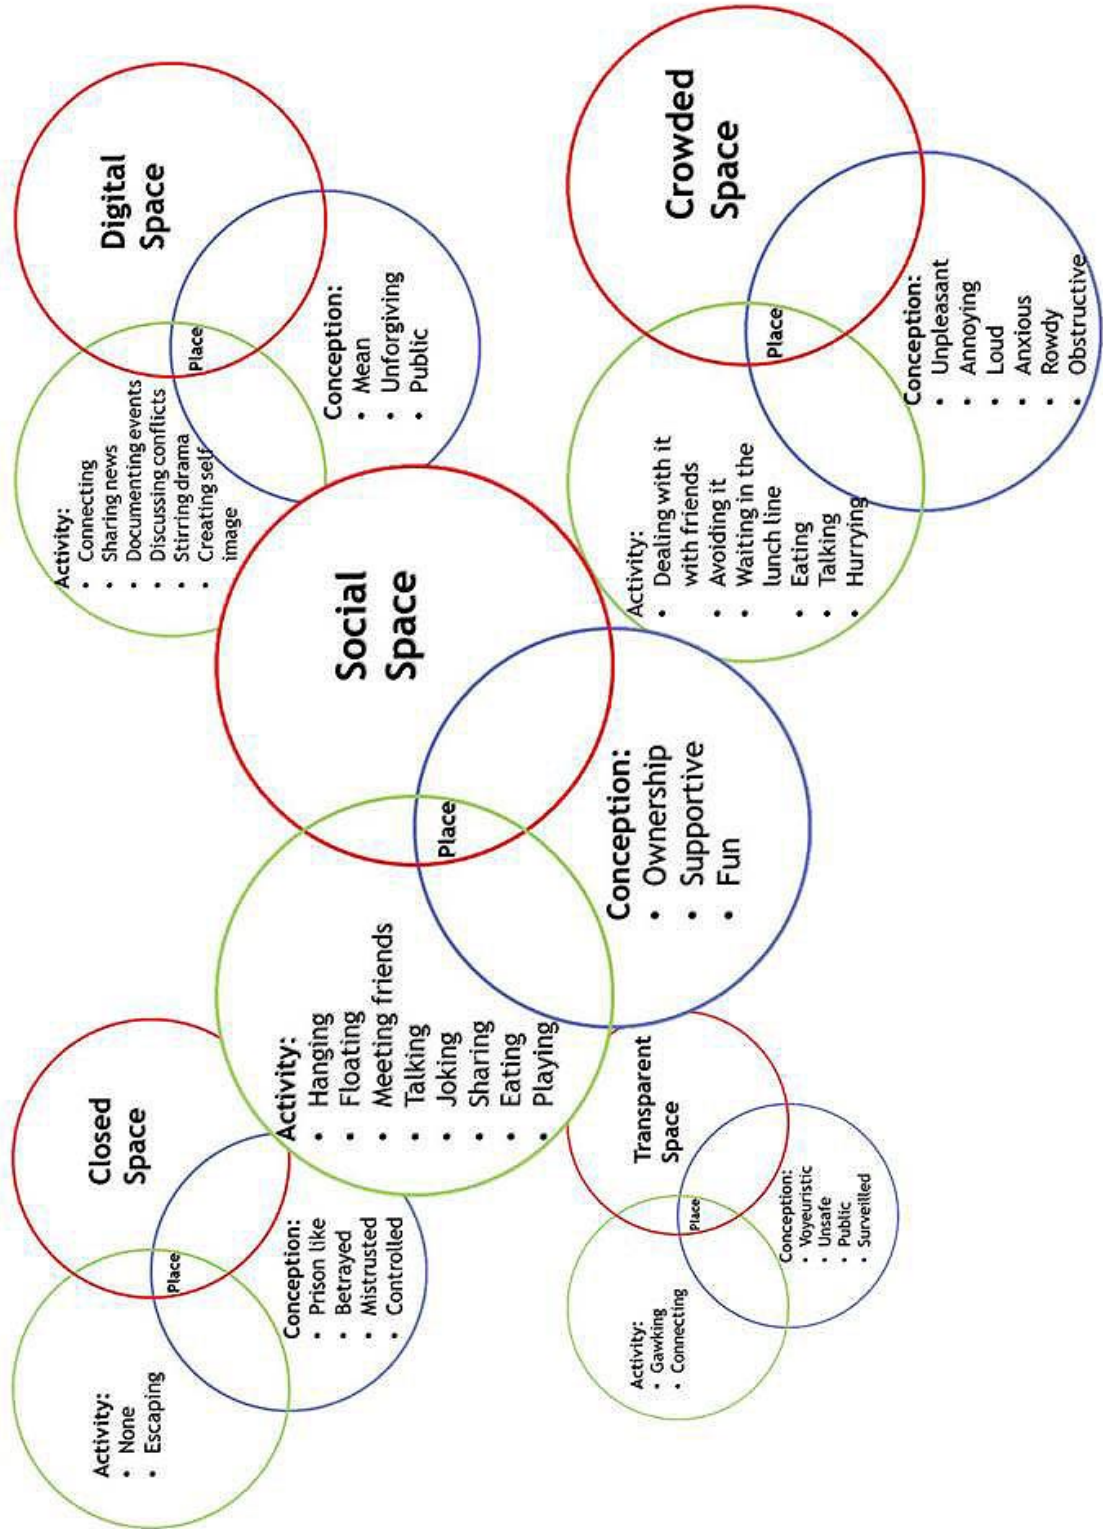 Closed
Space
Activity:
• None
• Escaping
Place
Conception:
• Prison like
• Betrayed
• Mistrusted
• Controlled
Digital
Space
Activity:
• Connecting
• Sharing news
• Documenting events
• Discussing conflicts
• Stirring drama
• Creating self
image
Place
Conception:
• Mean
• Unforgiving
• Public
Social
Space
Activity:
• Hanging
• Floating
• Meeting friends
• Talking
• Joking
• Sharing
• Eating
• Playing
Place
Conception:
• Ownership
• Supportive
• Fun
Transparent
Space
Activity:
• Gawking
• Connecting
Place
Conception:
• Voyeuristic
• Unsafe
• Public
• Surveilled
Crowded
Space
Activity:
• Dealing with it
with friends
• Avoiding it
• Waiting in the
lunch line
• Eating
• Talking
• Hurrying
Place
Conception:
• Unpleasant
• Annoying
• Loud
• Anxious
• Rowdy
• Obstructive